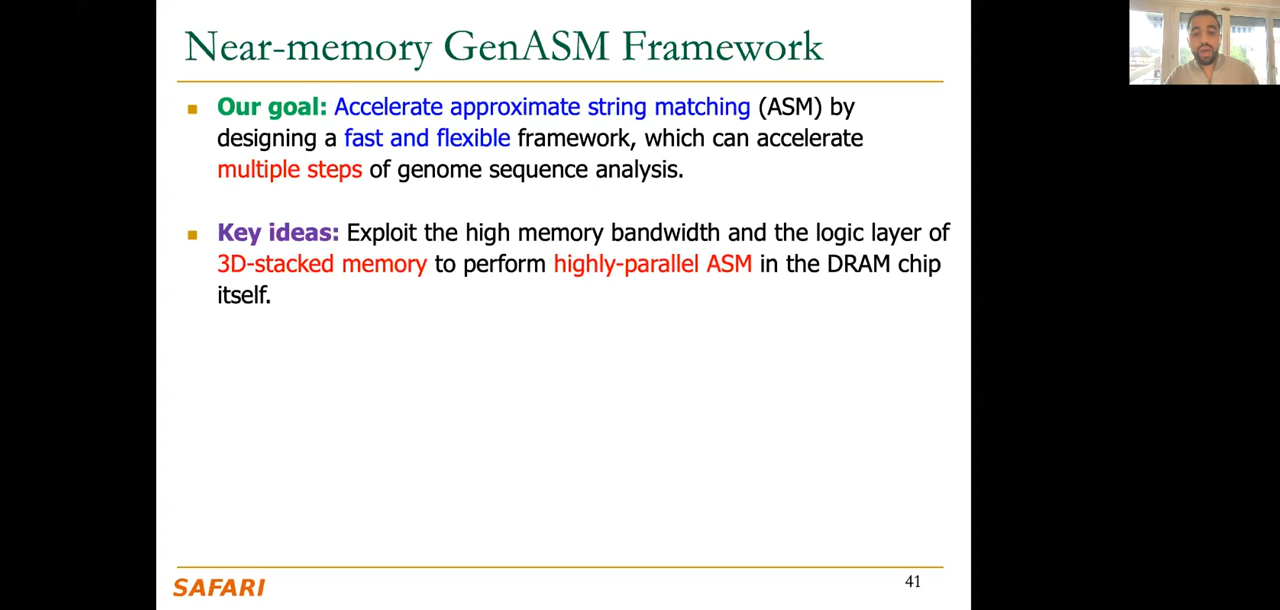 Near-memory GenASM Framework
Our goal: Accelerate approximate string matching (ASM) by
designing a fast and flexible framework, which can accelerate
multiple steps of genome sequence analysis.
Key ideas: Exploit the high memory bandwidth and the logic layer of
3D-stacked memory to perform highly-parallel ASM in the DRAM chip
itself.
SAFARI
41